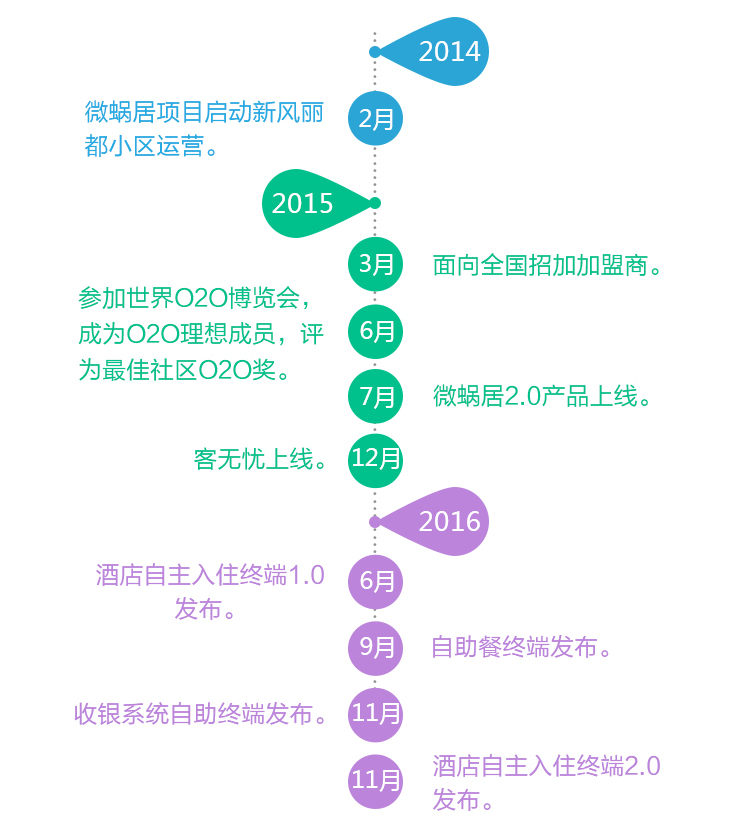 2014
2月
微蜗居项目启动新风丽
都小区运营。
2015
3月
面向全国招加加盟商。
参加世界O2O博览会，
成为O2O理想成员，评
为最佳社区O2O奖。
6月
7月
微蜗居2.0产品上线。
客无忧上线。
12月
2016
酒店自主入住终端1.0
发布。
6月
9月
自助餐终端发布。
收银系统自助终端发布。
11月
11月
酒店自主入住终端2.0
发布。